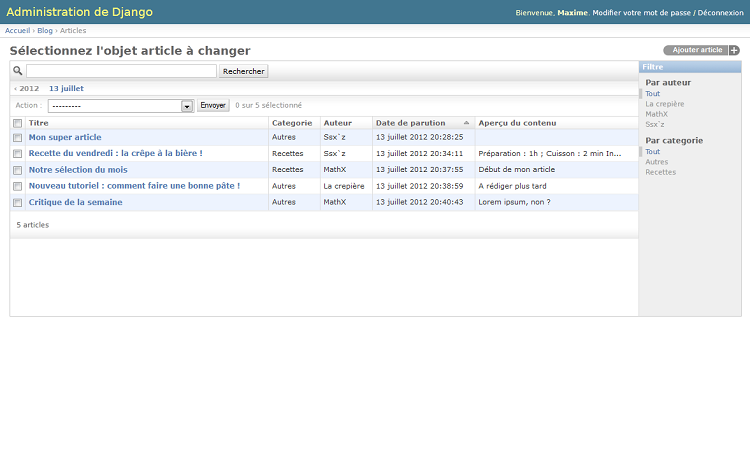 Administration de Django
Bienvenue, Maxime. Modifier votre mot de passe / Déconnexion
Accueil › Blog › Articles
Sélectionnez l'objet article à changer
Ajouter article +
Rechercher
‹ 2012 13 juillet
Action : --------- Envoyer 0 sur 5 sélectionné
Titre Categorie Auteur Date de parution Aperçu du contenu
Mon super article Autres Ssx`z 13 juillet 2012 20:28:25
Recette du vendredi : la crêpe à la bière ! Recettes Ssx`z 13 juillet 2012 20:34:11 Préparation : 1h ; Cuisson : 2 min In...
Notre sélection du mois Recettes MathX 13 juillet 2012 20:37:55 Début de mon article
Nouveau tutoriel : comment faire une bonne pâte ! Autres La crepière 13 juillet 2012 20:38:59 A rédiger plus tard
Critique de la semaine Autres MathX 13 juillet 2012 20:40:43 Lorem ipsum, non ?
5 articles
Filtre
Par auteur
Tout
La crepière
MathX
Ssx`z
Par categorie
Tout
Autres
Recettes